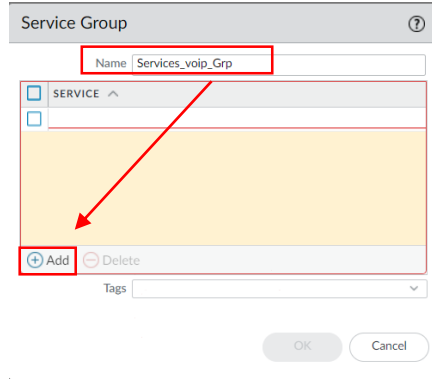 Service Group
Name Services_voip_Grp
SERVICE
Add Delete
Tags
OK Cancel